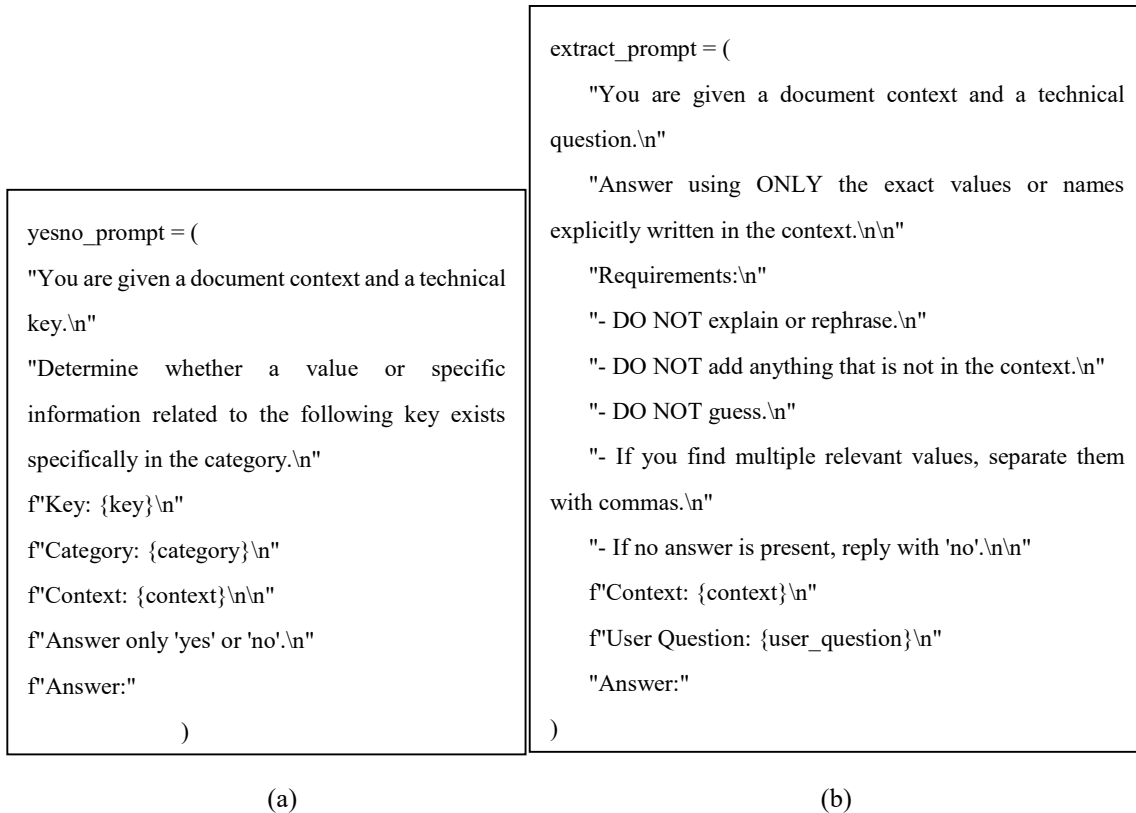 yesno_prompt = (
"You are given a document context and a technical
key.\n"
"Determine whether a value or specific
information related to the following key exists
specifically in the category.\n"
f"Key: {key}\n"
f"Category: {category}\n"
f"Context: {context}\n\n"
f"Answer only 'yes' or 'no'.\n"
f"Answer:"
)
(a)
extract_prompt = (
"You are given a document context and a technical
question.\n"
"Answer using ONLY the exact values or names
explicitly written in the context.\n\n"
"Requirements:\n"
"- DO NOT explain or rephrase.\n"
"- DO NOT add anything that is not in the context.\n"
"- DO NOT guess.\n"
"- If you find multiple relevant values, separate them
with commas.\n"
"- If no answer is present, reply with 'no'.\n\n"
f"Context: {context}\n"
f"User Question: {user_question}\n"
"Answer:"
)
(b)